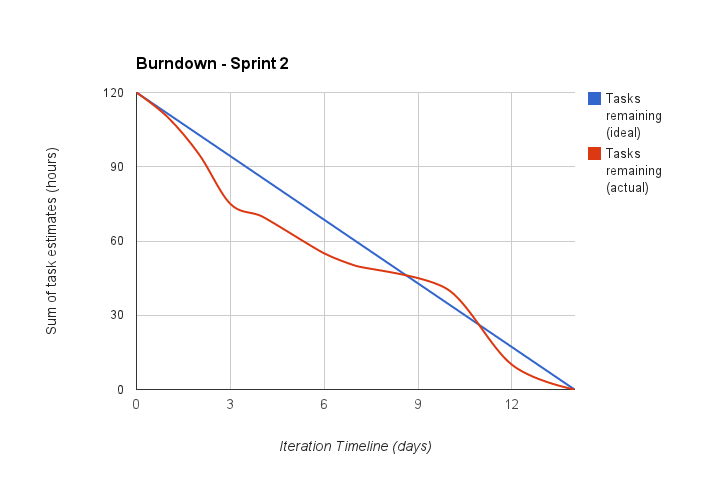 Burndown - Sprint 2
120
90
60
30
0
Sum of task estimates (hours)
0 3 6 9 12
Iteration Timeline (days)
Tasks
remaining
(ideal)
Tasks
remaining
(actual)